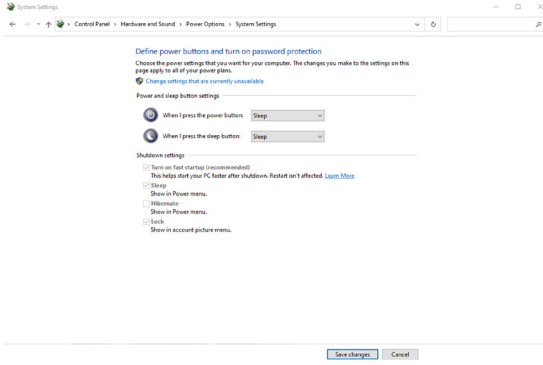 System Settings
Control Panel > Hardware and Sound > Power Options > System Settings
Define power buttons and turn on password protection
Choose the power settings that you want for your computer. The changes you make to the settings on this
page apply to all of your power plans.
Change settings that are currently unavailable
Power and sleep button settings
When I press the power button: Sleep
When I press the sleep button: Sleep
Shutdown settings
Turn on fast startup (recommended)
This helps start your PC faster after shutdown. Restart isn't affected. Learn More
Sleep
Show in Power menu.
Hibernate
Show in Power menu.
Lock
Show in account picture menu.
Save changes Cancel